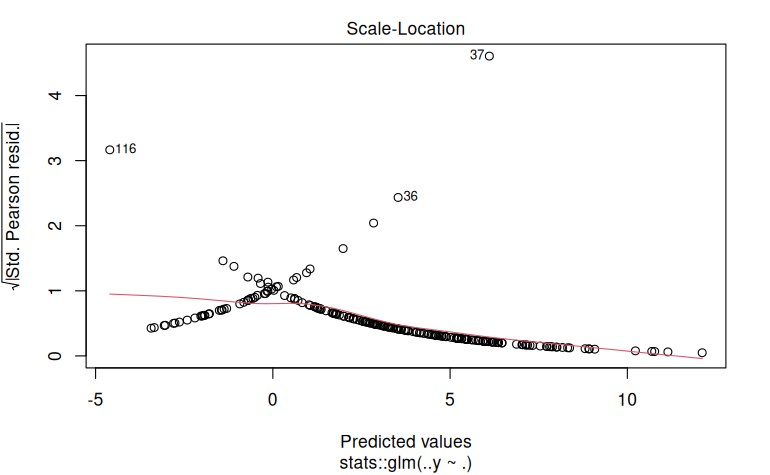 Scale-Location
√|Std. Pearson resid.|
4
3
2
1
0
37
116
36
-5 0 5 10
Predicted values
stats::glm(..y ~ .)